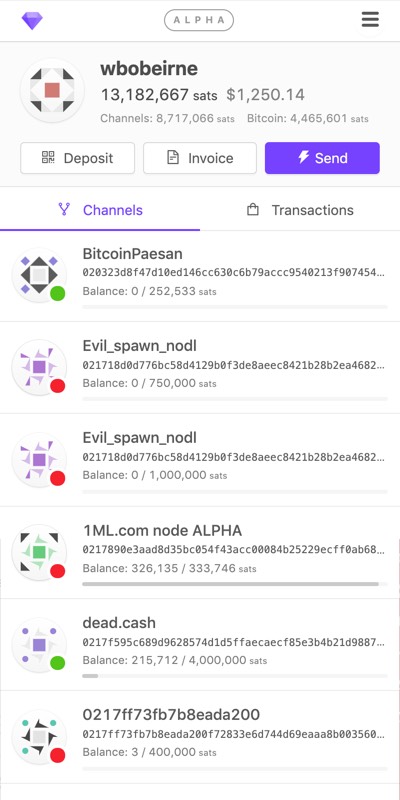 ALPHA
wbobeirne
13,182,667 sats $1,250.14
Channels: 8,717,066 sats Bitcoin: 4,465,601 sats
Deposit Invoice Send
Channels Transactions
BitcoinPaesan
020323d8f47d10ed146cc630c6b79accc9540213f907454...
Balance: 0 / 252,533 sats
Evil_spawn_nodl
021718d0d776bc58d4129b0f3de8aeec8421b28b2ea4682...
Balance: 0 / 750,000 sats
Evil_spawn_nodl
021718d0d776bc58d4129b0f3de8aeec8421b28b2ea4682...
Balance: 0 / 1,000,000 sats
1ML.com node ALPHA
0217890e3aad8d35bc054f43acc00084b25229ecff0ab68...
Balance: 326,135 / 333,746 sats
dead.cash
0217f595c689d9628574d1d5ffaecaecf85e3b4b21d9887...
Balance: 215,712 / 4,000,000 sats
0217ff73fb7b8eada200
0217ff73fb7b8eada200f72833e6d744d69eaaa8b003560...
Balance: 3 / 400,000 sats